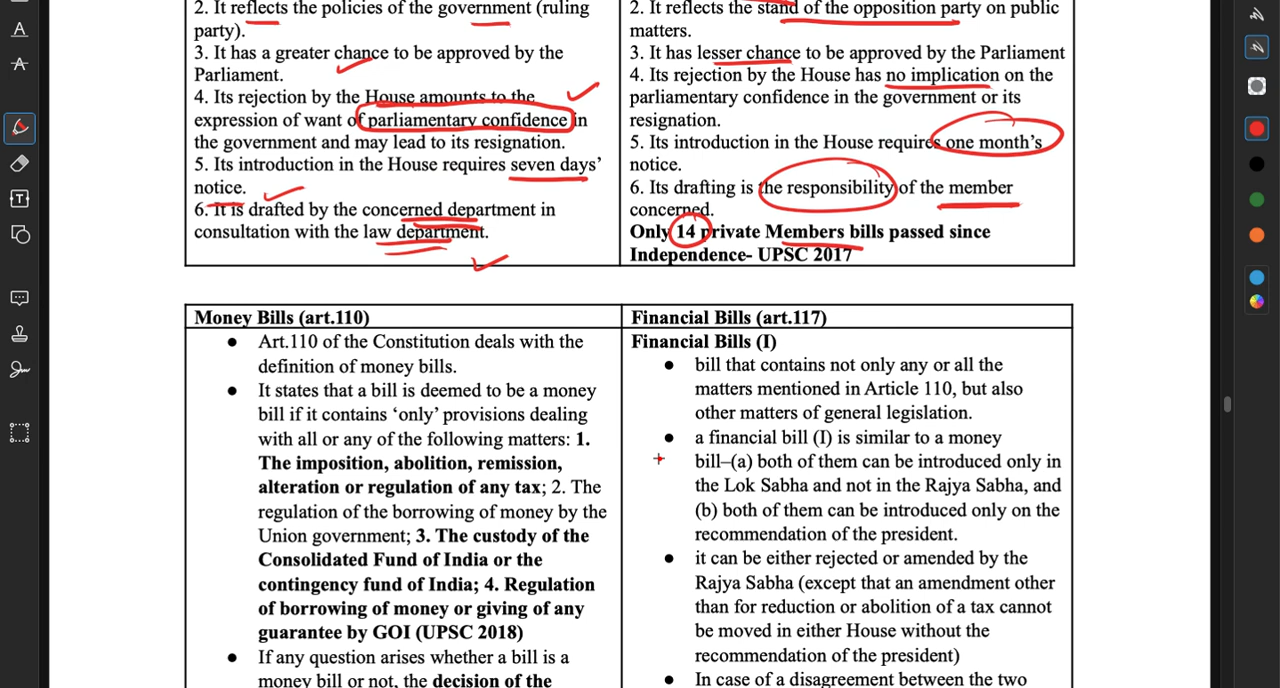 2. It reflects the policies of the government (ruling
party).
3. It has a greater chance to be approved by the
Parliament.
4. Its rejection by the House amounts to the
expression of want of parliamentary confidence in
the government and may lead to its resignation.
5. Its introduction in the House requires seven days’
notice.
6. It is drafted by the concerned department in
consultation with the law department.
2. It reflects the stand of the opposition party on public
matters.
3. It has lesser chance to be approved by the Parliament
4. Its rejection by the House has no implication on the
parliamentary confidence in the government or its
resignation.
5. Its introduction in the House requires one month’s
notice.
6. Its drafting is the responsibility of the member
concerned.
Only 14 private Members bills passed since
Independence- UPSC 2017
Money Bills (art.110)
● Art.110 of the Constitution deals with the
definition of money bills.
● It states that a bill is deemed to be a money
bill if it contains ‘only’ provisions dealing
with all or any of the following matters: 1.
The imposition, abolition, remission,
alteration or regulation of any tax; 2. The
regulation of the borrowing of money by the
Union government; 3. The custody of the
Consolidated Fund of India or the
contingency fund of India; 4. Regulation
of borrowing of money or giving of any
guarantee by GOI (UPSC 2018)
● If any question arises whether a bill is a
money bill or not, the decision of the
Financial Bills (art.117)
Financial Bills (I)
● bill that contains not only any or all the
matters mentioned in Article 110, but also
other matters of general legislation.
● a financial bill (I) is similar to a money
bill–(a) both of them can be introduced only in
the Lok Sabha and not in the Rajya Sabha, and
(b) both of them can be introduced only on the
recommendation of the president.
● it can be either rejected or amended by the
Rajya Sabha (except that an amendment other
than for reduction or abolition of a tax cannot
be moved in either House without the
recommendation of the president)
● In case of a disagreement between the two